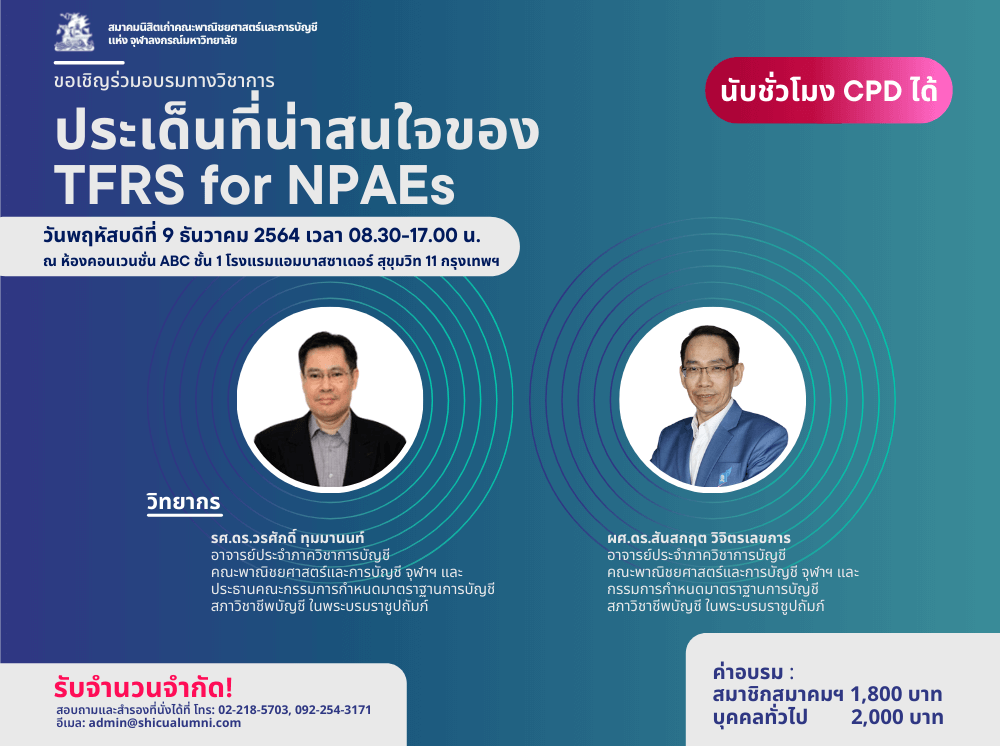 สมาคมนิสิตเก่าคณะพาณิชยศาสตร์และการบัญชี
แห่ง จุฬาลงกรณ์มหาวิทยาลัย
ขอเชิญร่วมอบรมทางวิชาการ
ประเด็นที่น่าสนใจของ
TFRS for NPAEs
นับชั่วโมง CPD ได้
วันพฤหัสบดีที่ 9 ธันวาคม 2564 เวลา 08.30-17.00 น.
ณ ห้องคอนเวนชั่น ABC ชั้น 1 โรงแรมแอมบาสซาเดอร์ สุขุมวิท 11 กรุงเทพฯ
วิทยากร
รศ.ดร.วรศักดิ์ ทุมมานนท์
อาจารย์ประจำภาควิชาการบัญชี
คณะพาณิชยศาสตร์และการบัญชี จุฬาฯ และ
ประธานคณะกรรมการกำหนดมาตราฐานการบัญชี
สภาวิชาชีพบัญชี ในพระบรมราชูปถัมภ์
ผศ.ดร.สันสกฤต วิจิตรเลขการ
อาจารย์ประจำภาควิชาการบัญชี
คณะพาณิชยศาสตร์และการบัญชี จุฬาฯ และ
กรรมการกำหนดมาตราฐานการบัญชี
สภาวิชาชีพบัญชี ในพระบรมราชูปถัมภ์
รับจำนวนจำกัด!
สอบถามและสำรองที่นั่งได้ที่ โทร: 02-218-5703, 092-254-3171
อีเมล: admin@shicualumni.com
ค่าอบรม :
สมาชิกสมาคมฯ 1,800 บาท
บุคคลทั่วไป 2,000 บาท